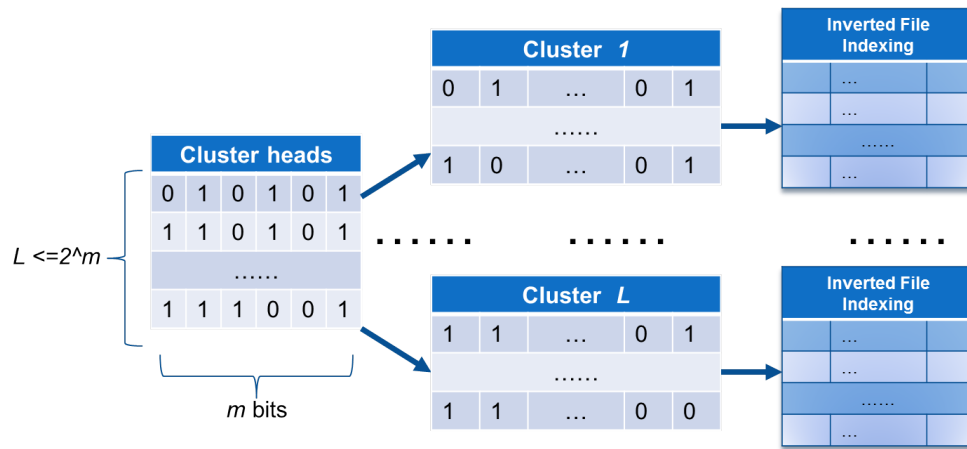 Cluster heads
0 1 0 1 0 1
1 1 0 1 0 1
......
1 1 1 0 0 1
L <=2^m
m bits
Cluster 1
0 1 ... 0 1
......
1 0 ... 0 1
Inverted File
Indexing
...
...
......
...
...... ...... ......
Cluster L
1 1 ... 0 1
......
1 1 ... 0 0
Inverted File
Indexing
...
...
......
...